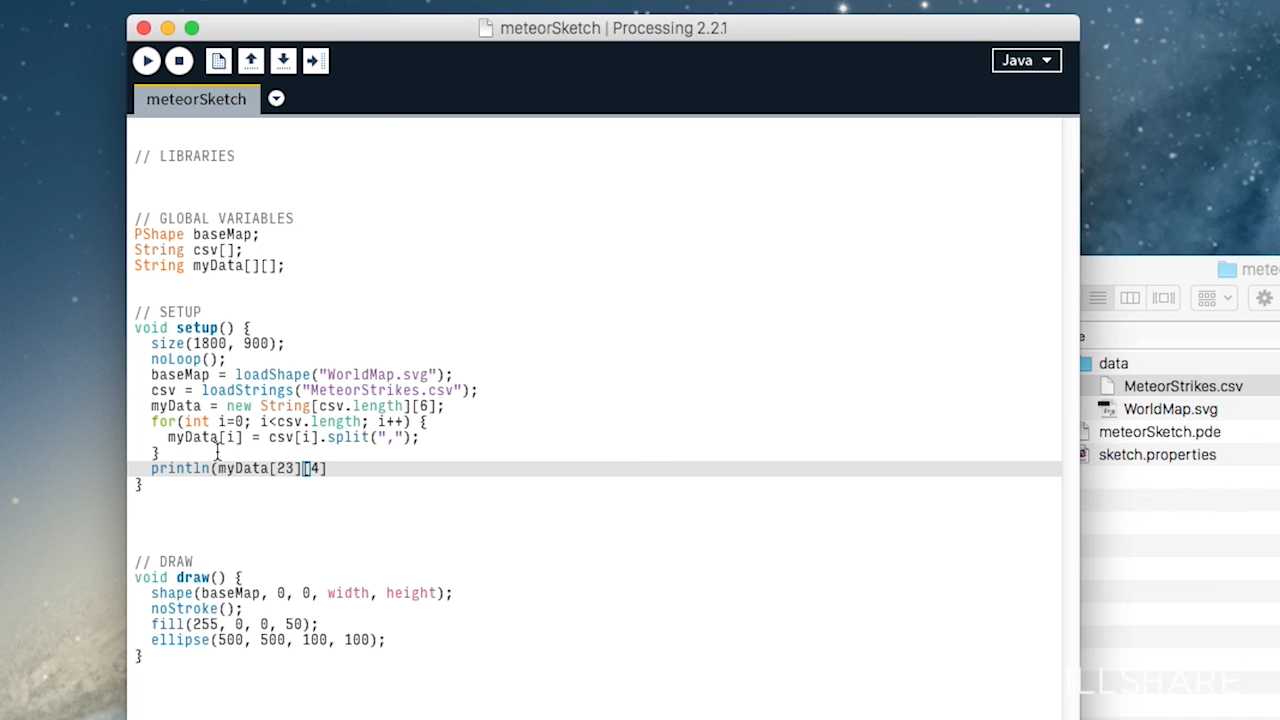 meteorSketch | Processing 2.2.1
Java
meteorSketch
// LIBRARIES
// GLOBAL VARIABLES
PShape baseMap;
String csv[];
String myData[][];
// SETUP
void setup() {
  size(1800, 900);
  noLoop();
  baseMap = loadShape("WorldMap.svg");
  csv = loadStrings("MeteorStrikes.csv");
  myData = new String[csv.length][6];
  for(int i=0; i<csv.length; i++) {
    myData[i] = csv[i].split(",");
  }
  println(myData[23][4]
}
// DRAW
void draw() {
  shape(baseMap, 0, 0, width, height);
  noStroke();
  fill(255, 0, 0, 50);
  ellipse(500, 500, 100, 100);
}
data
MeteorStrikes.csv
WorldMap.svg
meteorSketch.pde
sketch.properties